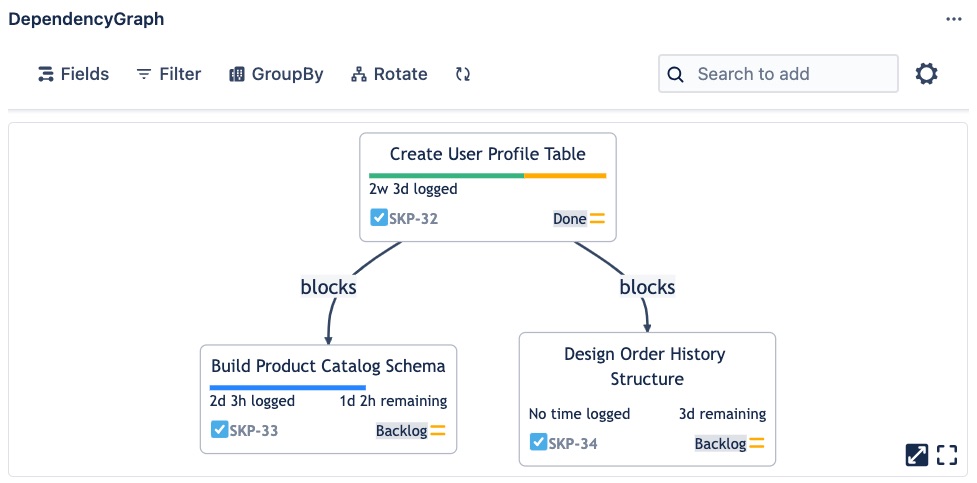 DependencyGraph
Fields Filter GroupBy Rotate Search to add
Create User Profile Table
2w 3d logged
SKP-32 Done
blocks blocks
Build Product Catalog Schema
2d 3h logged 1d 2h remaining
SKP-33 Backlog
Design Order History
Structure
No time logged 3d remaining
SKP-34 Backlog